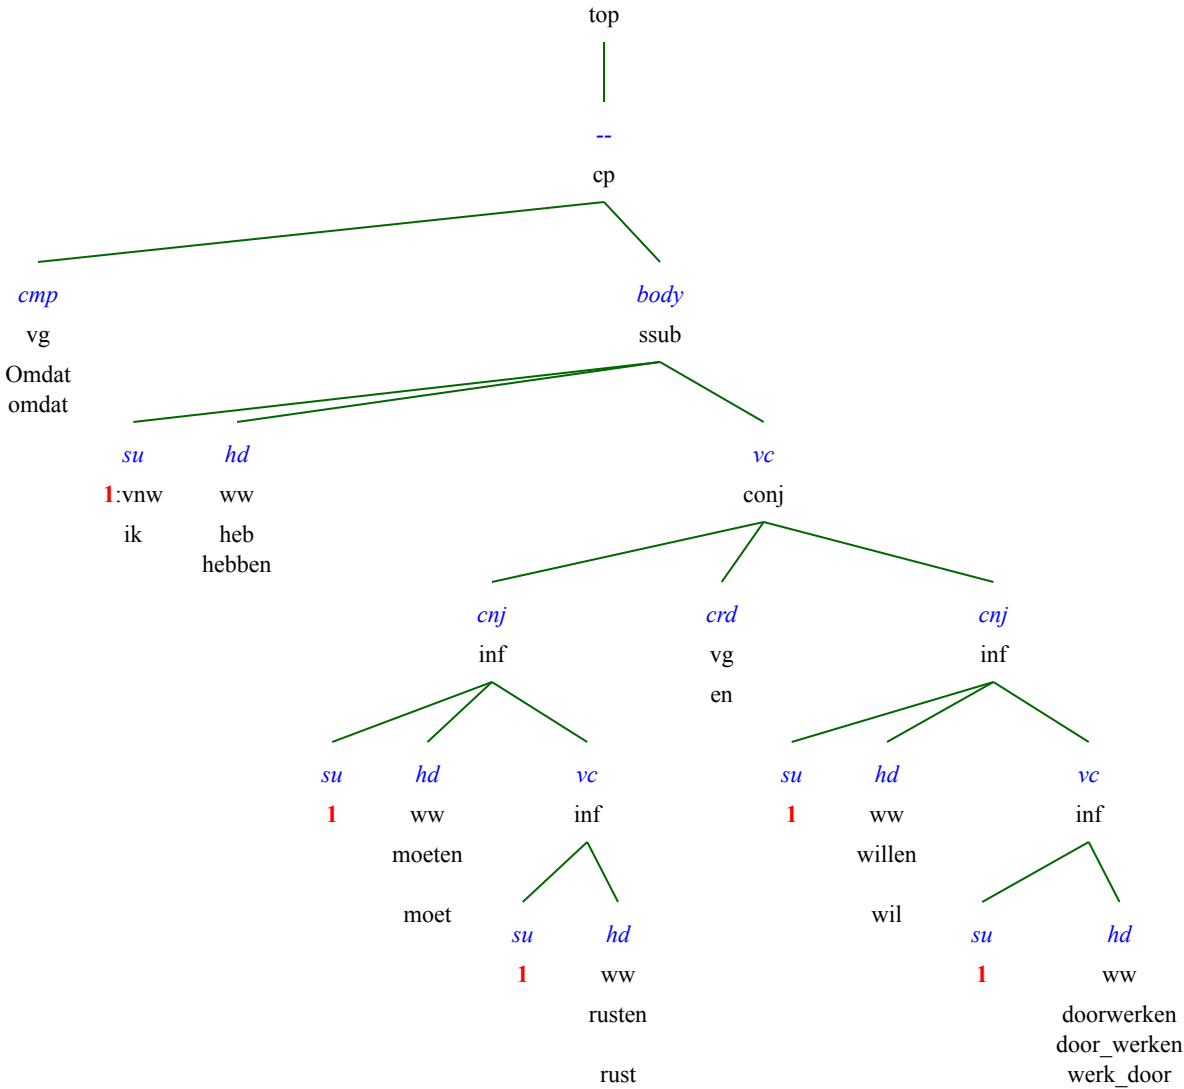 top
--
cp
cmp body
vg ssub
Omdat
omdat
su hd vc
1:vnw ww conj
ik heb
hebben
cnj crd cnj
inf vg inf
en
su hd vc su hd vc
1 ww inf 1 ww inf
moeten willen
moet wil
su hd su hd
1 ww 1 ww
rusten doorwerken
door_werken
rust werk_door